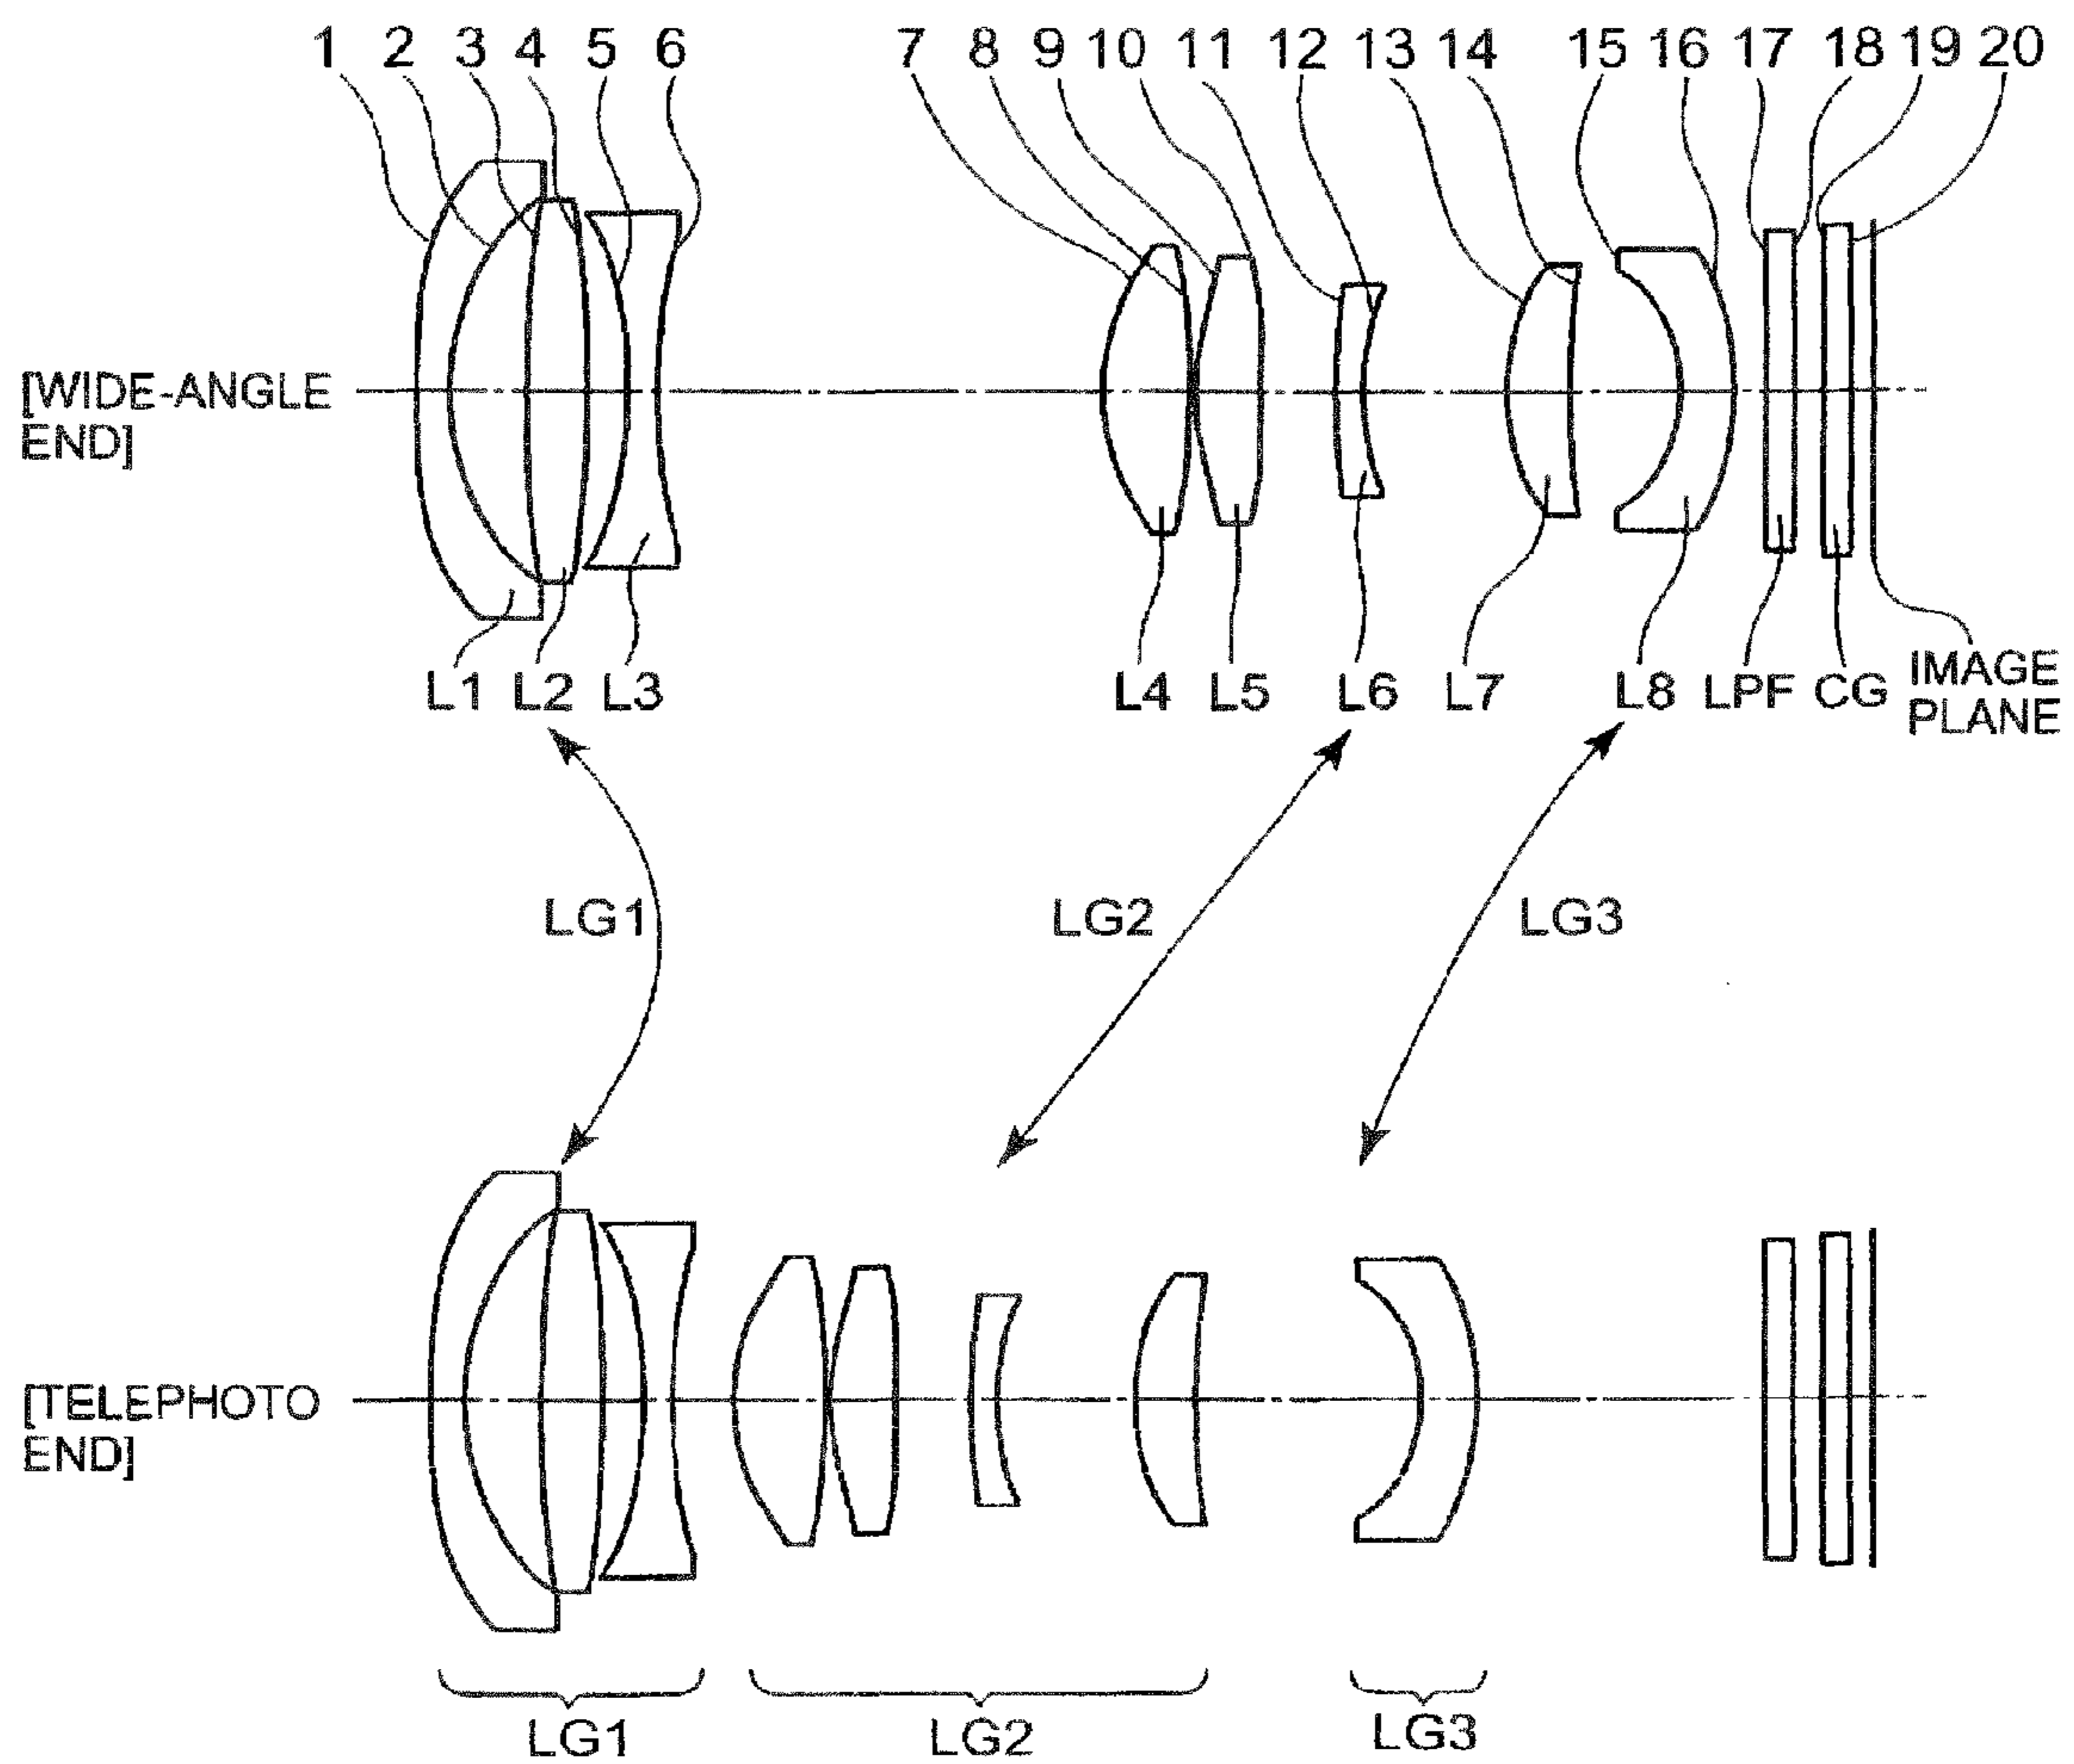 1 2 3 4 5 6 7 8 9 10 11 12 13 14 15 16 17 18 19 20
[WIDE-ANGLE
END]
L1 L2 L3 L4 L5 L6 L7 L8 LPF CG IMAGE
PLANE
LG1 LG2 LG3
[TELEPHOTO
END]
LG1 LG2 LG3